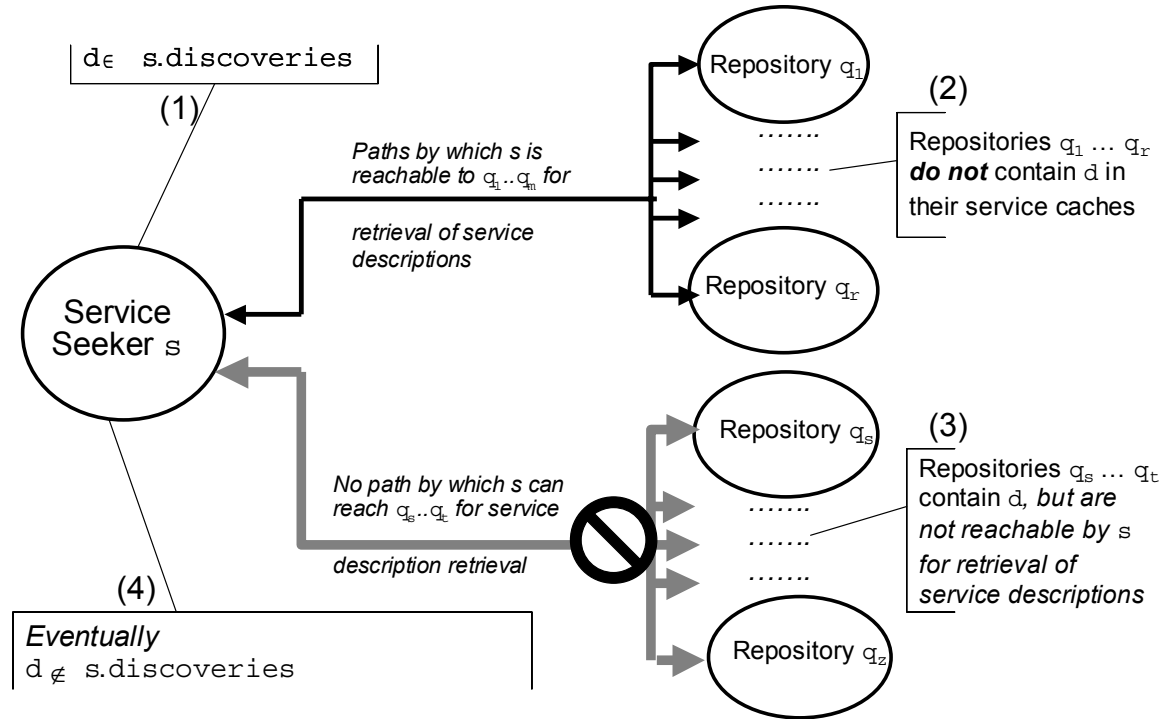 d∈ s.discoveries
(1)
Service
Seeker s
Paths by which s is
reachable to q₁..qₘ for
retrieval of service
descriptions
Repository q₁
.......
.......
.......
Repository qᵣ
(2)
Repositories q₁ ... qᵣ
do not contain d in
their service caches
No path by which s can
reach qₛ..qₜ for service
description retrieval
Repository qₛ
.......
.......
.......
Repository q_z
(3)
Repositories qₛ ... qₜ
contain d, but are
not reachable by s
for retrieval of
service descriptions
(4)
Eventually
d ∉ s.discoveries